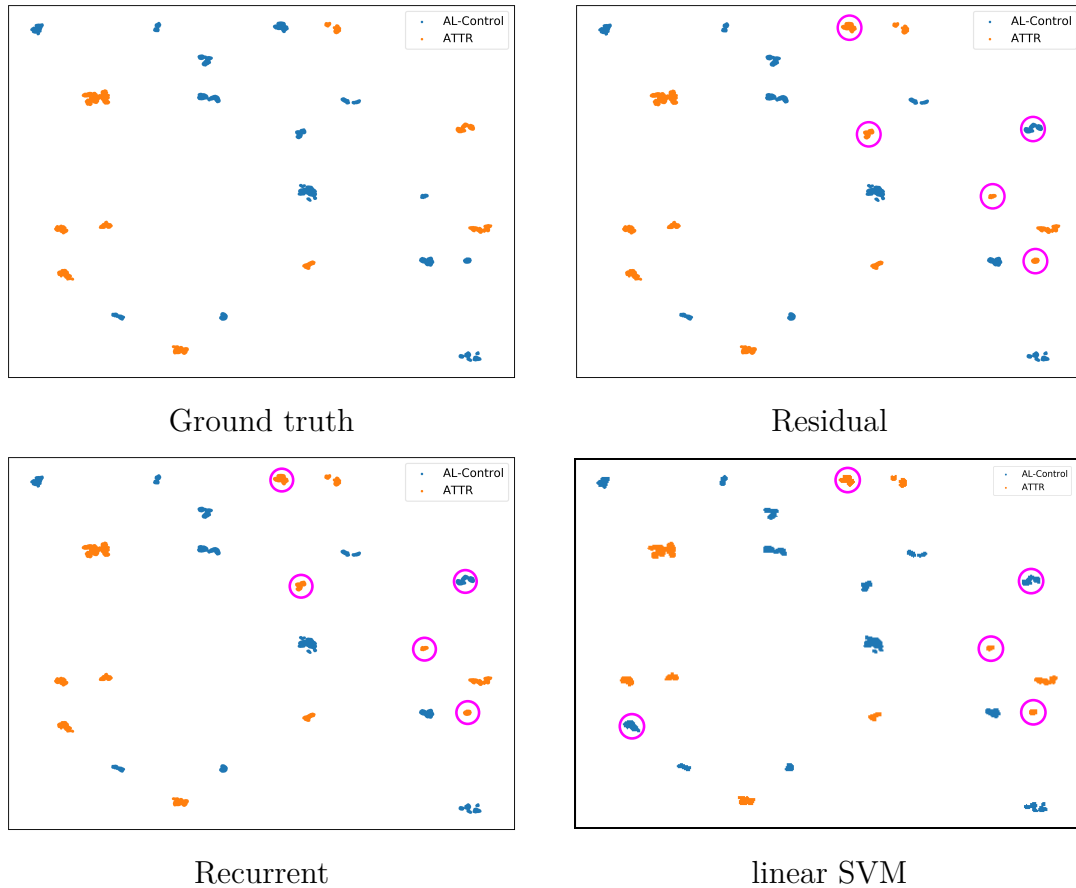 AL-Control
ATTR
AL-Control
ATTR
Ground truth
Residual
AL-Control
ATTR
AL-Control
ATTR
Recurrent
linear SVM